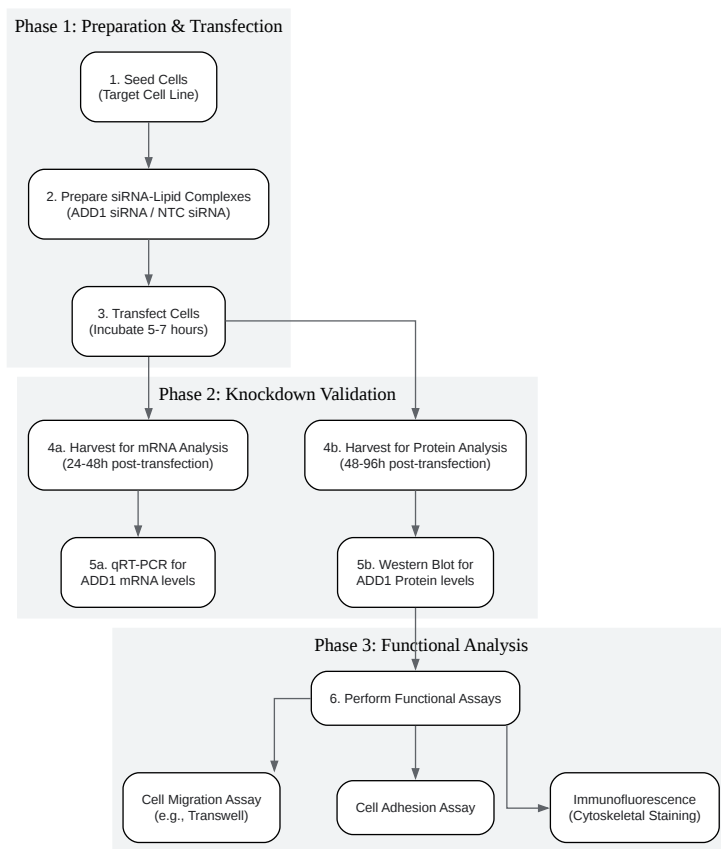 Phase 1: Preparation & Transfection
1. Seed Cells
(Target Cell Line)
2. Prepare siRNA-Lipid Complexes
(ADD1 siRNA / NTC siRNA)
3. Transfect Cells
(Incubate 5-7 hours)
Phase 2: Knockdown Validation
4a. Harvest for mRNA Analysis
(24-48h post-transfection)
4b. Harvest for Protein Analysis
(48-96h post-transfection)
5a. qRT-PCR for
ADD1 mRNA levels
5b. Western Blot for
ADD1 Protein levels
Phase 3: Functional Analysis
6. Perform Functional Assays
Cell Migration Assay
(e.g., Transwell)
Cell Adhesion Assay
Immunofluorescence
(Cytoskeletal Staining)